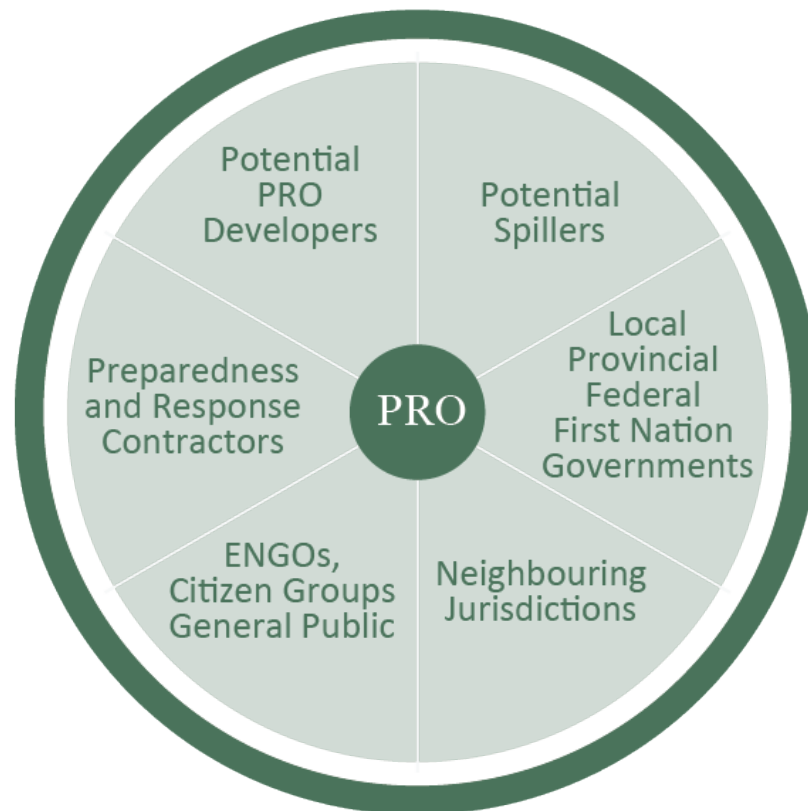 Potential
PRO
Developers
Potential
Spillers
Local
Provincial
Federal
First Nation
Governments
Preparedness
and Response
Contractors
PRO
ENGOs,
Citizen Groups
General Public
Neighbouring
Jurisdictions